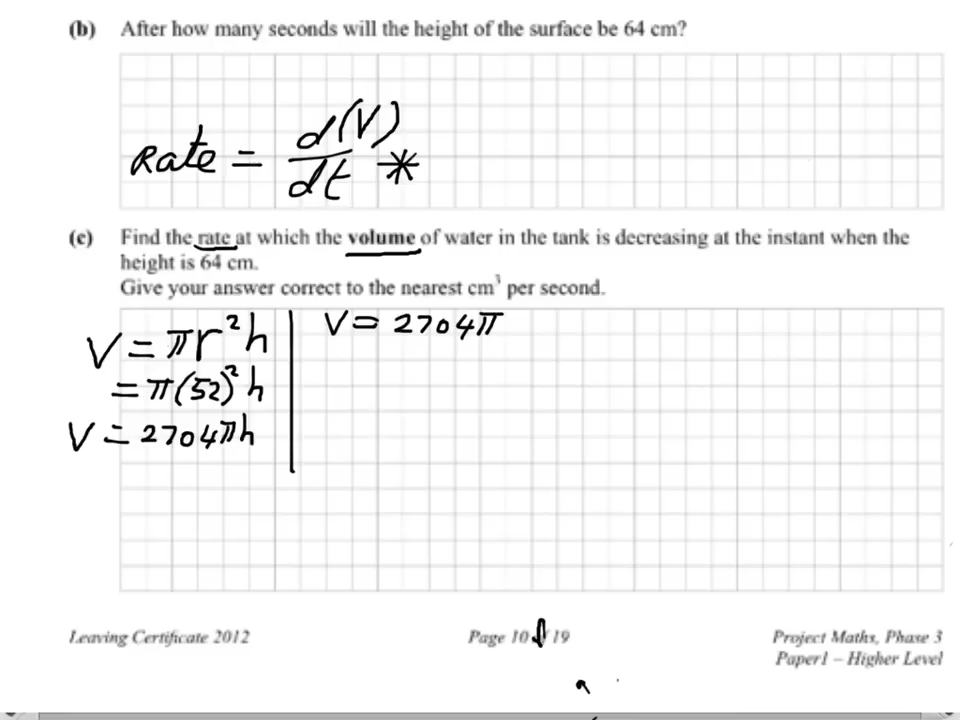 (b) After how many seconds will the height of the surface be 64 cm?
Rate = d(V)/dt *
(c) Find the rate at which the volume of water in the tank is decreasing at the instant when the
height is 64 cm.
Give your answer correct to the nearest cm³ per second.
V = πr²h
= π(52)²h
V = 2704πh
V = 2704π
Leaving Certificate 2012
Page 10 19
Project Maths, Phase 3
Paper1 – Higher Level